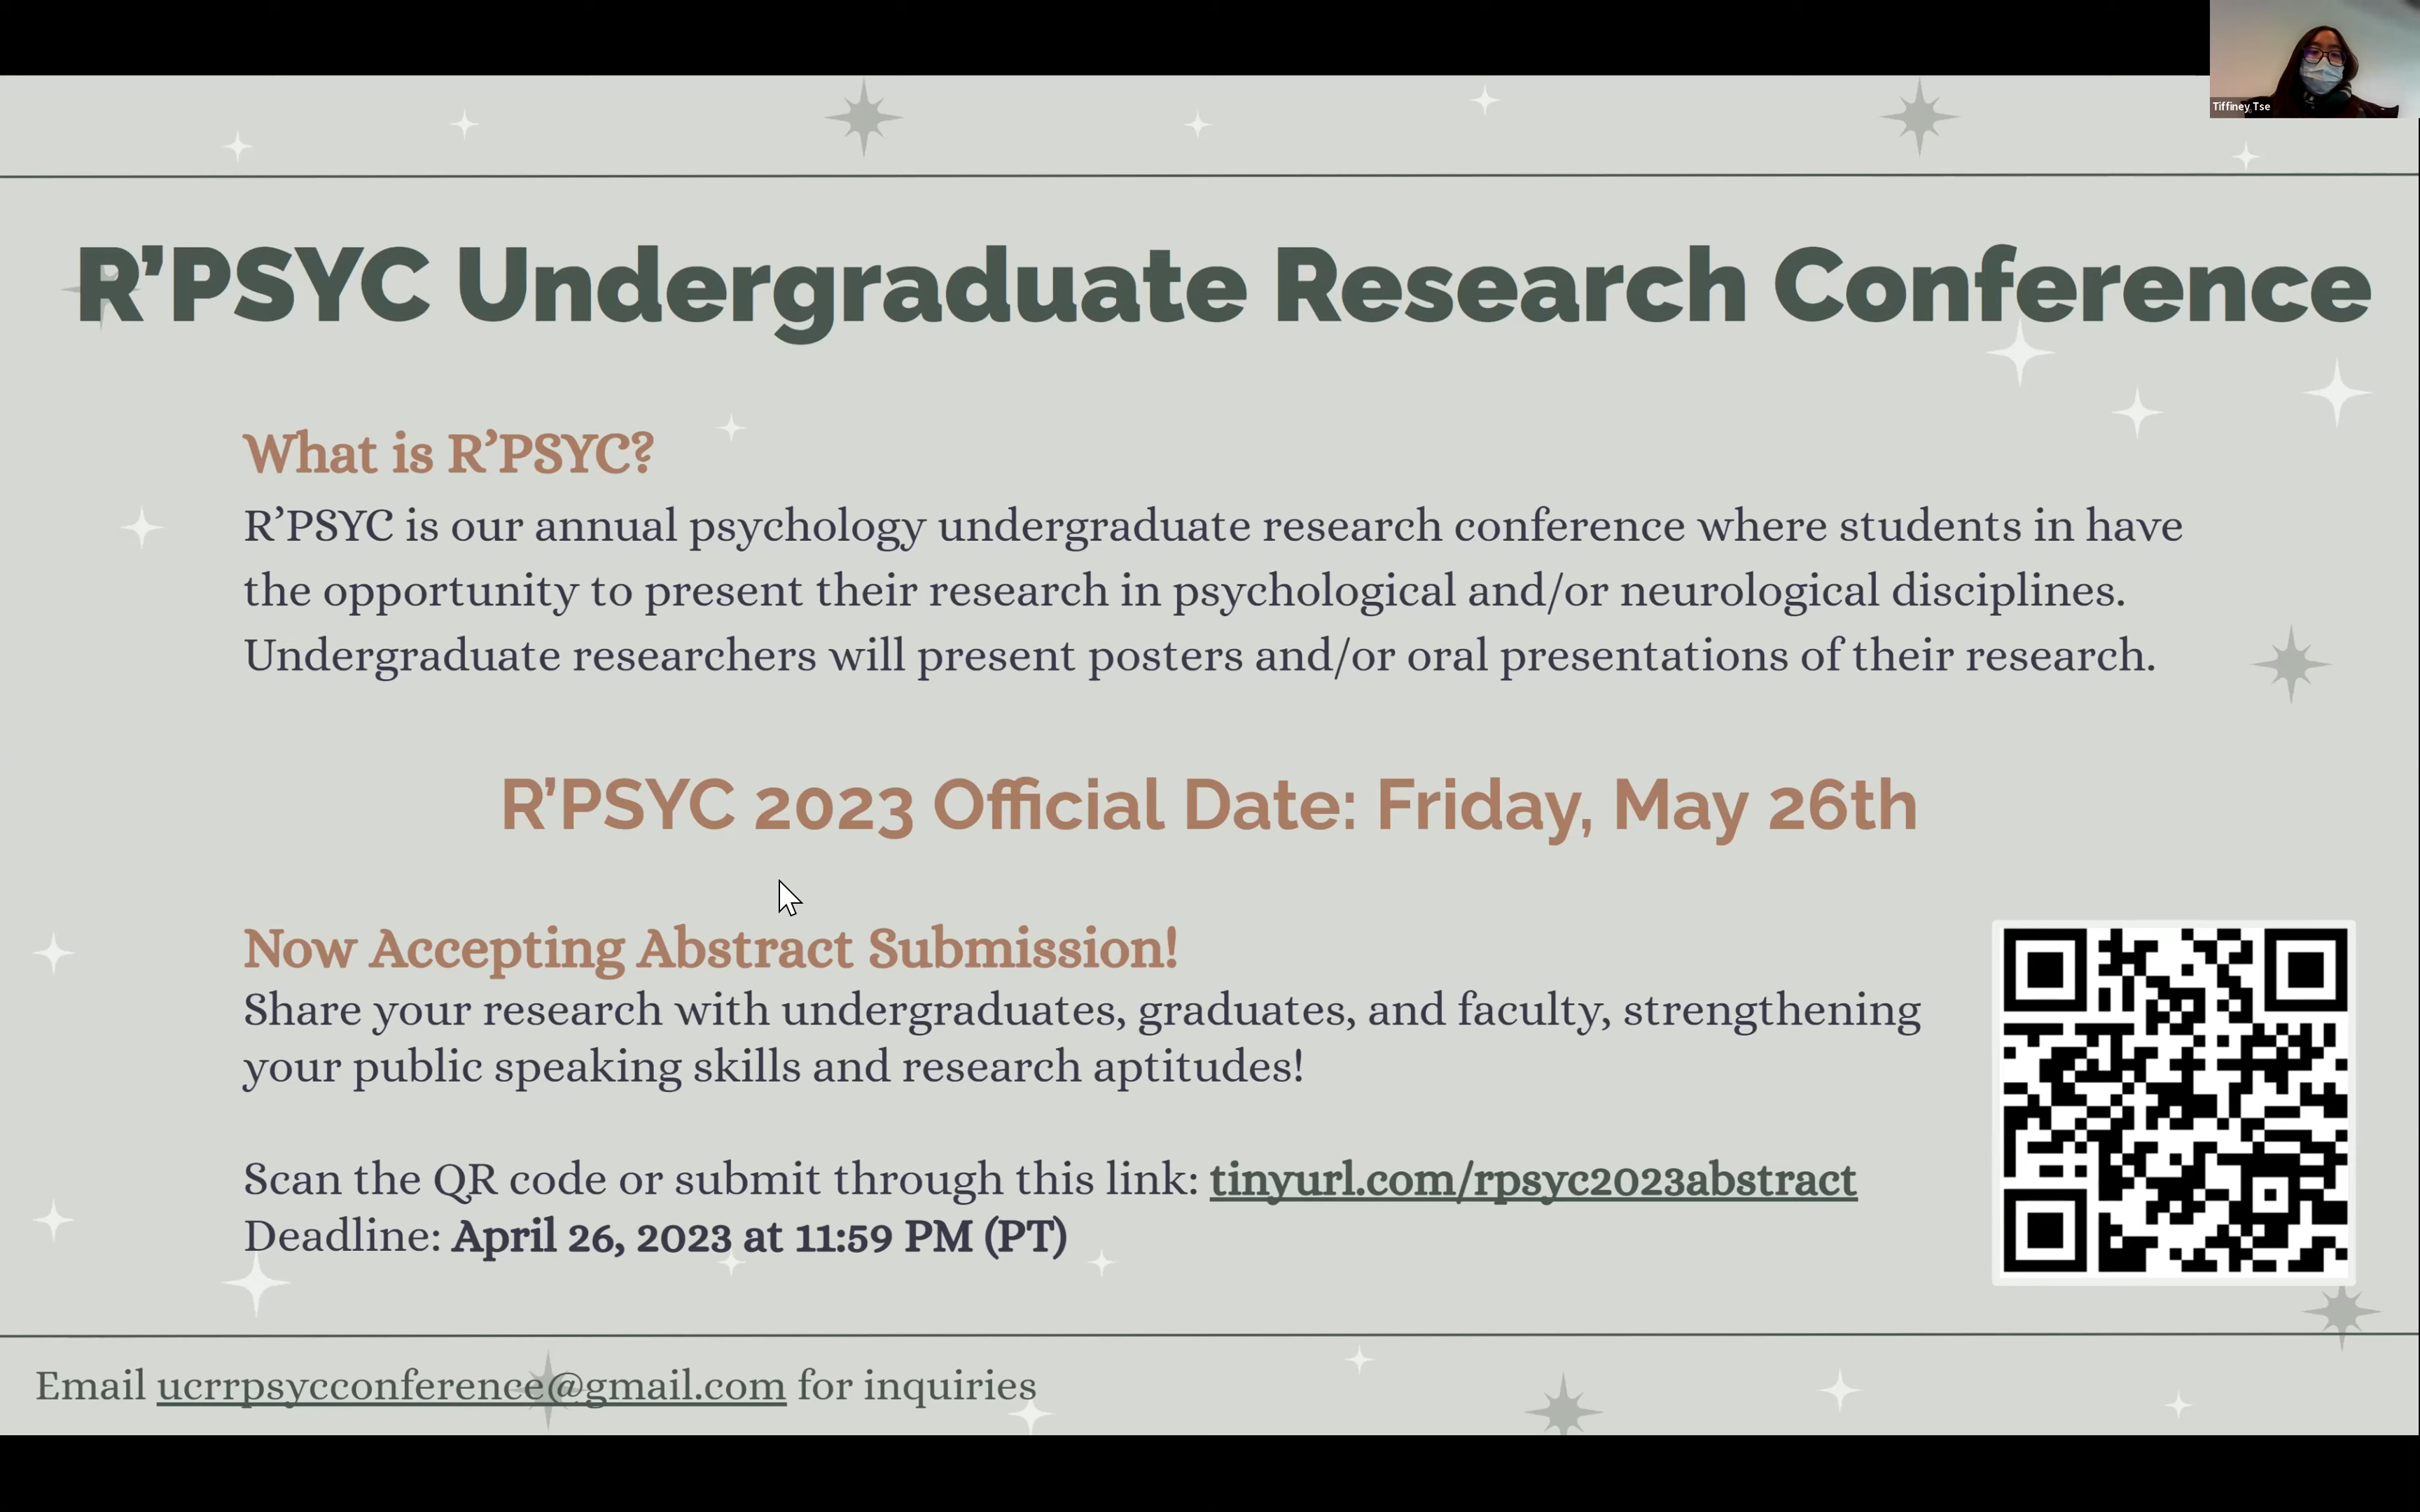 Tiffiney Tse
R’PSYC Undergraduate Research Conference
What is R’PSYC?
R’PSYC is our annual psychology undergraduate research conference where students in have
the opportunity to present their research in psychological and/or neurological disciplines.
Undergraduate researchers will present posters and/or oral presentations of their research.
R’PSYC 2023 Official Date: Friday, May 26th
Now Accepting Abstract Submission!
Share your research with undergraduates, graduates, and faculty, strengthening
your public speaking skills and research aptitudes!
Scan the QR code or submit through this link: tinyurl.com/rpsyc2023abstract
Deadline: April 26, 2023 at 11:59 PM (PT)
Email ucrrpsycconference@gmail.com for inquiries